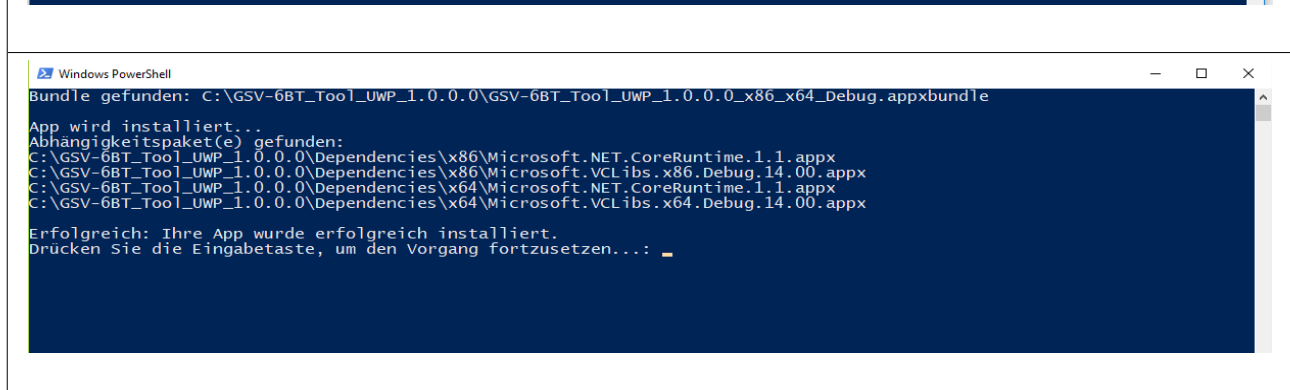 Windows PowerShell
Bundle gefunden: C:\GSV-6BT_Tool_UWP_1.0.0.0\GSV-6BT_Tool_UWP_1.0.0.0_x86_x64_Debug.appxbundle
App wird installiert...
Abhängigkeitspaket(e) gefunden:
C:\GSV-6BT_Tool_UWP_1.0.0.0\Dependencies\x86\Microsoft.NET.CoreRuntime.1.1.appx
C:\GSV-6BT_Tool_UWP_1.0.0.0\Dependencies\x86\Microsoft.VCLibs.x86.Debug.14.00.appx
C:\GSV-6BT_Tool_UWP_1.0.0.0\Dependencies\x64\Microsoft.NET.CoreRuntime.1.1.appx
C:\GSV-6BT_Tool_UWP_1.0.0.0\Dependencies\x64\Microsoft.VCLibs.x64.Debug.14.00.appx
Erfolgreich: Ihre App wurde erfolgreich installiert.
Drücken Sie die Eingabetaste, um den Vorgang fortzusetzen...: